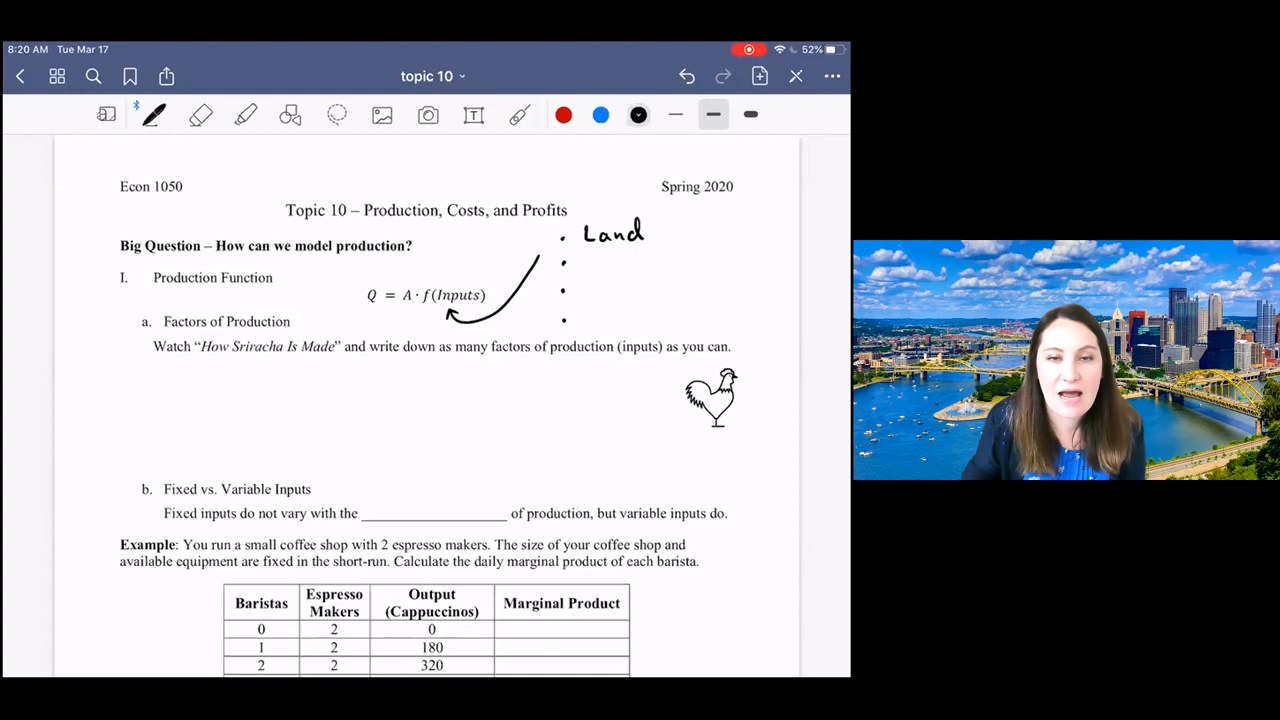 8:20 AM Tue Mar 17
52%
topic 10
T
Econ 1050 Spring 2020
Topic 10 – Production, Costs, and Profits
• Land
Big Question – How can we model production?
•
I. Production Function
•
Q = A · f(Inputs)
•
a. Factors of Production
Watch “How Sriracha Is Made” and write down as many factors of production (inputs) as you can.
b. Fixed vs. Variable Inputs
Fixed inputs do not vary with the _________________ of production, but variable inputs do.
Example: You run a small coffee shop with 2 espresso makers. The size of your coffee shop and
available equipment are fixed in the short-run. Calculate the daily marginal product of each barista.
Baristas Espresso Makers Output (Cappuccinos) Marginal Product
0 2 0
1 2 180
2 2 320